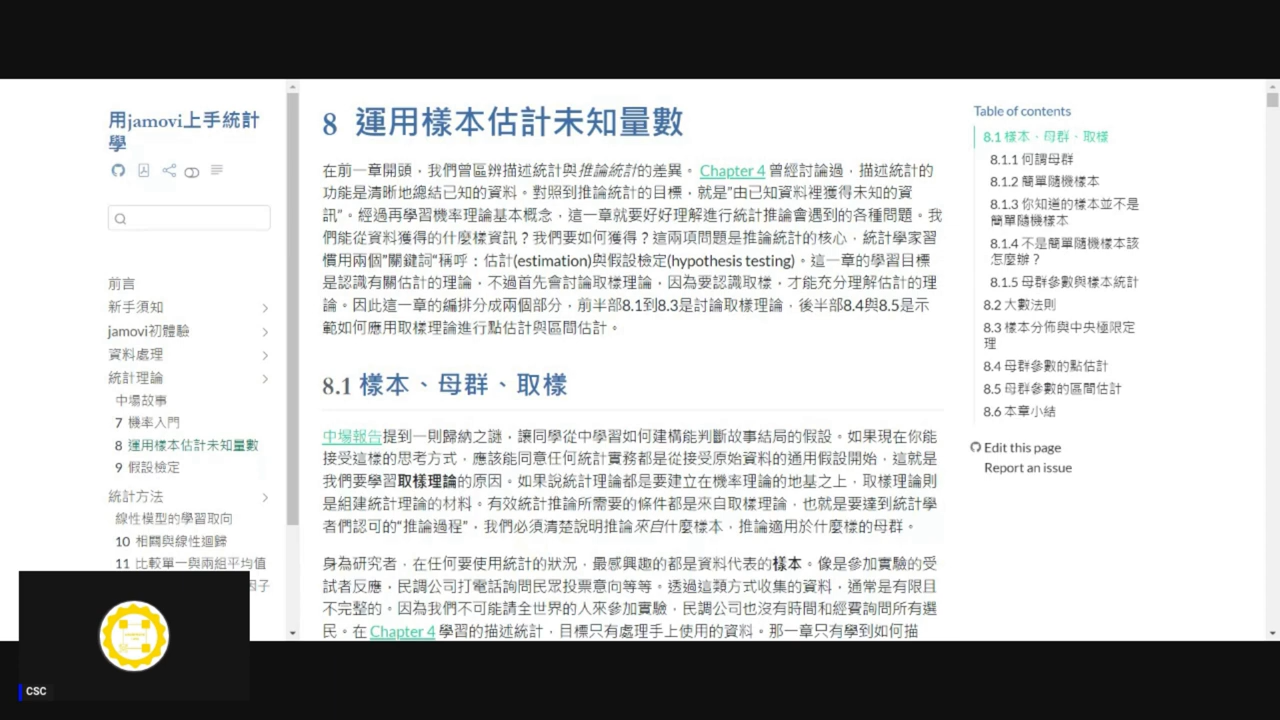 用jamovi上手統計
學
前言
新手須知
jamovi初體驗
資料處理
統計理論
中場故事
7 機率入門
8 運用樣本估計未知量數
9 假設檢定
統計方法
線性模型的學習取向
10 相關與線性迴歸
11 比較單一與兩組平均值
因子
CSC
8 運用樣本估計未知量數
在前一章開頭，我們曾區辨描述統計與推論統計的差異。 Chapter 4 曾經討論過，描述統計的
功能是清晰地總結已知的資料。對照到推論統計的目標，就是"由已知資料裡獲得未知的資
訊"。經過再學習機率理論基本概念，這一章就要好好理解進行統計推論會遇到的各種問題。我
們能從資料獲得的什麼樣資訊？我們要如何獲得？這兩項問題是推論統計的核心，統計學家習
慣用兩個"關鍵詞"稱呼：估計(estimation)與假設檢定(hypothesis testing)。這一章的學習目標
是認識有關估計的理論，不過首先會討論取樣理論，因為要認識取樣，才能充分理解估計的理
論。因此這一章的編排分成兩個部分，前半部8.1到8.3是討論取樣理論，後半部8.4與8.5是示
範如何應用取樣理論進行點估計與區間估計。
8.1 樣本、母群、取樣
中場報告提到一則歸納之謎，讓同學從中學習如何建構能判斷故事結局的假設。如果現在你能
接受這樣的思考方式，應該能同意任何統計實務都是從接受原始資料的通用假設開始，這就是
我們要學習取樣理論的原因。如果說統計理論都是要建立在機率理論的地基之上，取樣理論則
是組建統計理論的材料。有效統計推論所需要的條件都是來自取樣理論，也就是要達到統計學
者們認可的“推論過程”，我們必須清楚說明推論來自什麼樣本，推論適用於什麼樣的母群。
身為研究者，在任何要使用統計的狀況，最感興趣的都是資料代表的樣本。像是參加實驗的受
試者反應，民調公司打電話詢問民眾投票意向等等。透過這類方式收集的資料，通常是有限且
不完整的。因為我們不可能請全世界的人來參加實驗，民調公司也沒有時間和經費詢問所有選
民。在 Chapter 4 學習的描述統計，目標只有處理手上使用的資料。那一章只有學到如何描
Table of contents
8.1 樣本、母群、取樣
8.1.1 何謂母群
8.1.2 簡單隨機樣本
8.1.3 你知道的樣本並不是
簡單隨機樣本
8.1.4 不是簡單隨機樣本該
怎麼辦？
8.1.5 母群參數與樣本統計
8.2 大數法則
8.3 樣本分佈與中央極限定
理
8.4 母群參數的點估計
8.5 母群參數的區間估計
8.6 本章小結
Edit this page
Report an issue